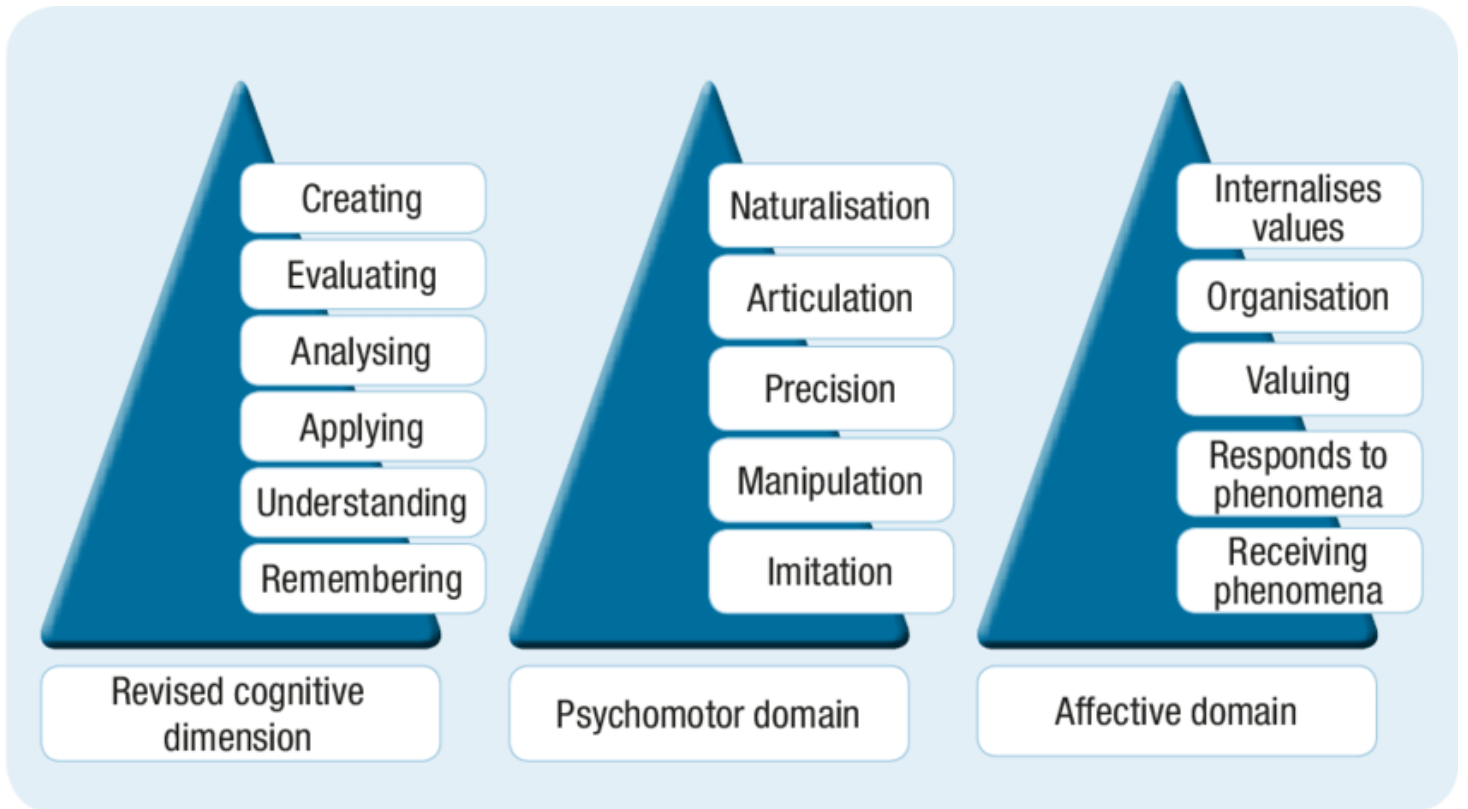 Creating
Evaluating
Analysing
Applying
Understanding
Remembering
Revised cognitive
dimension
Naturalisation
Articulation
Precision
Manipulation
Imitation
Psychomotor domain
Internalises
values
Organisation
Valuing
Responds to
phenomena
Receiving
phenomena
Affective domain